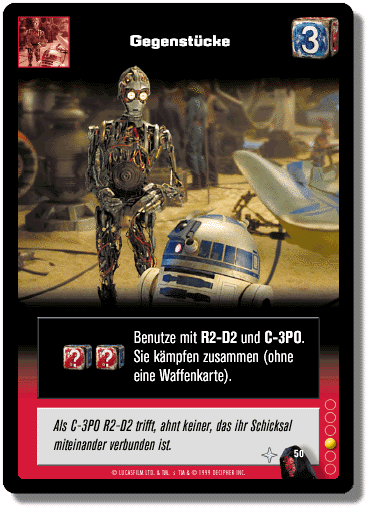 Gegenstücke
3
? ?
Benutze mit R2-D2 und C-3PO.
Sie kämpfen zusammen (ohne
eine Waffenkarte).
Als C-3PO R2-D2 trifft, ahnt keiner, das ihr Schicksal
miteinander verbunden ist.
50
© LUCASFILM LTD. & TM. & © 1999 DECIPHER INC.